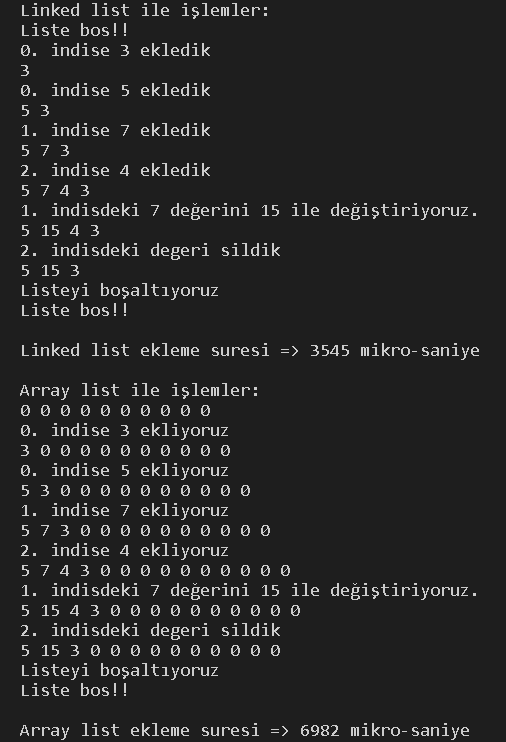 Linked list ile işlemler:
Liste bos!!
0. indise 3 ekledik
3
0. indise 5 ekledik
5 3
1. indise 7 ekledik
5 7 3
2. indise 4 ekledik
5 7 4 3
1. indisdeki 7 değerini 15 ile değiştiriyoruz.
5 15 4 3
2. indisdeki degeri sildik
5 15 3
Listeyi boşaltıyoruz
Liste bos!!
Linked list ekleme suresi => 3545 mikro-saniye
Array list ile işlemler:
0 0 0 0 0 0 0 0 0 0
0. indise 3 ekliyoruz
3 0 0 0 0 0 0 0 0 0 0
0. indise 5 ekliyoruz
5 3 0 0 0 0 0 0 0 0 0 0
1. indise 7 ekliyoruz
5 7 3 0 0 0 0 0 0 0 0 0 0
2. indise 4 ekliyoruz
5 7 4 3 0 0 0 0 0 0 0 0 0 0
1. indisdeki 7 değerini 15 ile değiştiriyoruz.
5 15 4 3 0 0 0 0 0 0 0 0 0 0
2. indisdeki degeri sildik
5 15 3 0 0 0 0 0 0 0 0 0 0
Listeyi boşaltıyoruz
Liste bos!!
Array list ekleme suresi => 6982 mikro-saniye